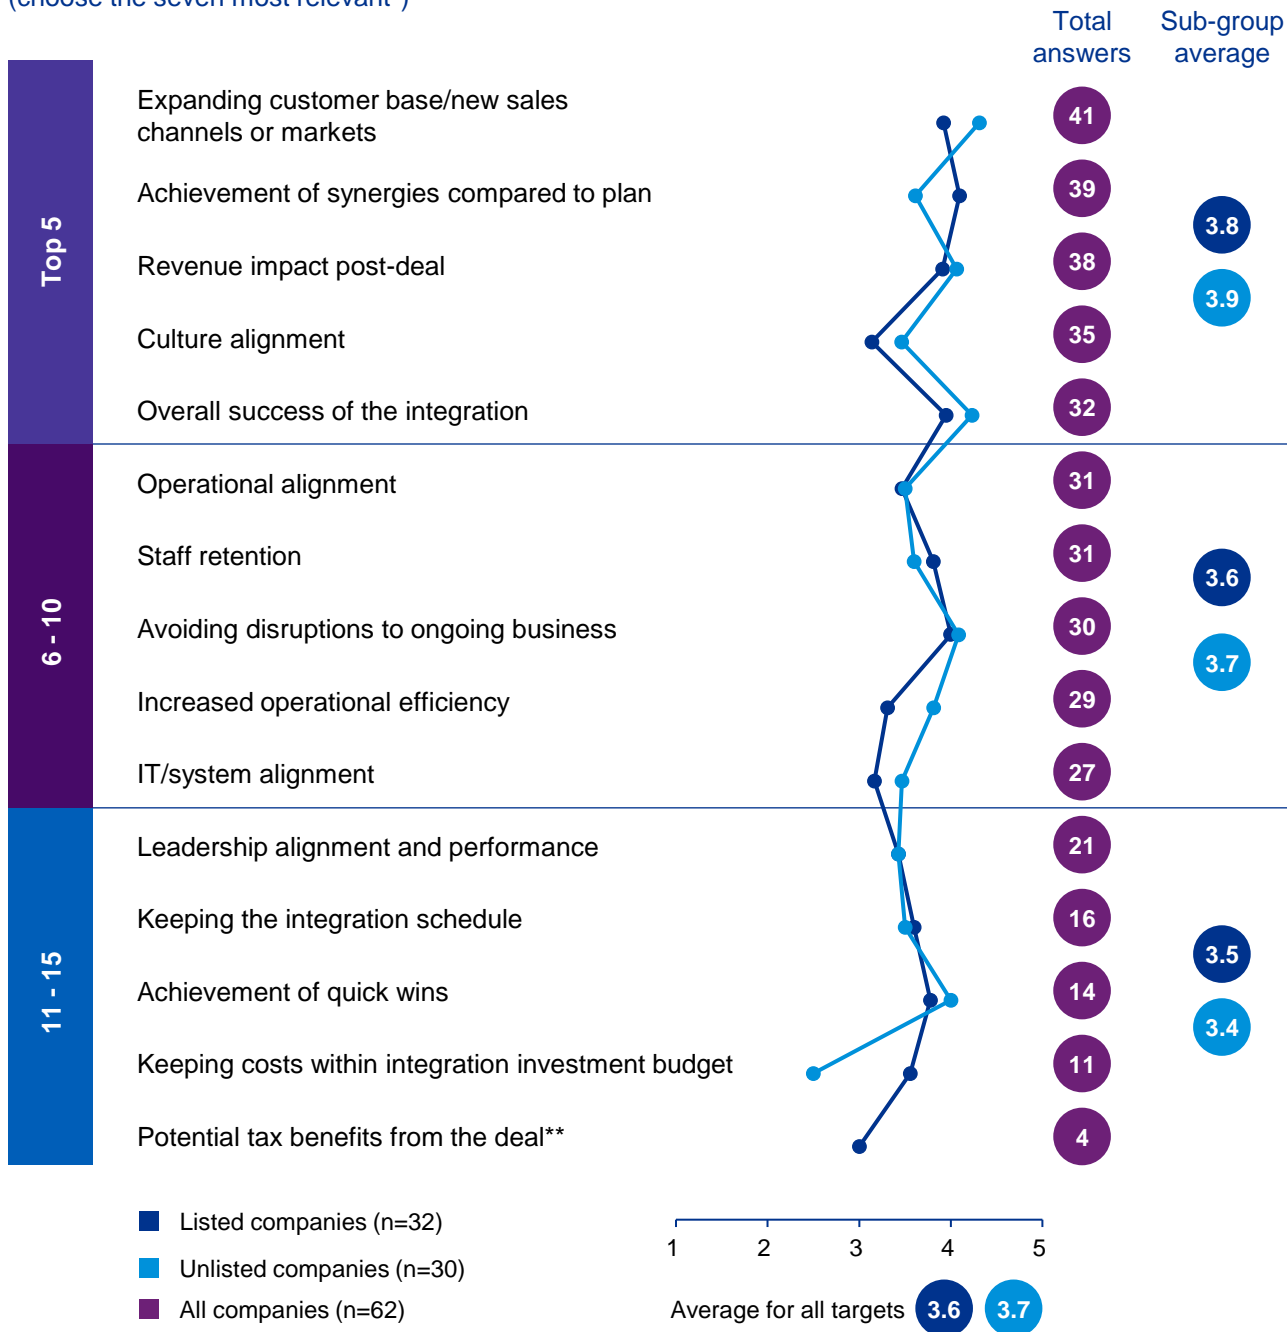 (choose the seven most relevant*)
Total
answers
Sub-group
average
Top 5
Expanding customer base/new sales
channels or markets
41
Achievement of synergies compared to plan
39
3.8
Revenue impact post-deal
38
3.9
Culture alignment
35
Overall success of the integration
32
6 - 10
Operational alignment
31
Staff retention
31
3.6
Avoiding disruptions to ongoing business
30
3.7
Increased operational efficiency
29
IT/system alignment
27
11 - 15
Leadership alignment and performance
21
Keeping the integration schedule
16
3.5
Achievement of quick wins
14
3.4
Keeping costs within integration investment budget
11
Potential tax benefits from the deal**
4
Listed companies (n=32)
Unlisted companies (n=30)
All companies (n=62)
1 2 3 4 5
Average for all targets 3.6 3.7